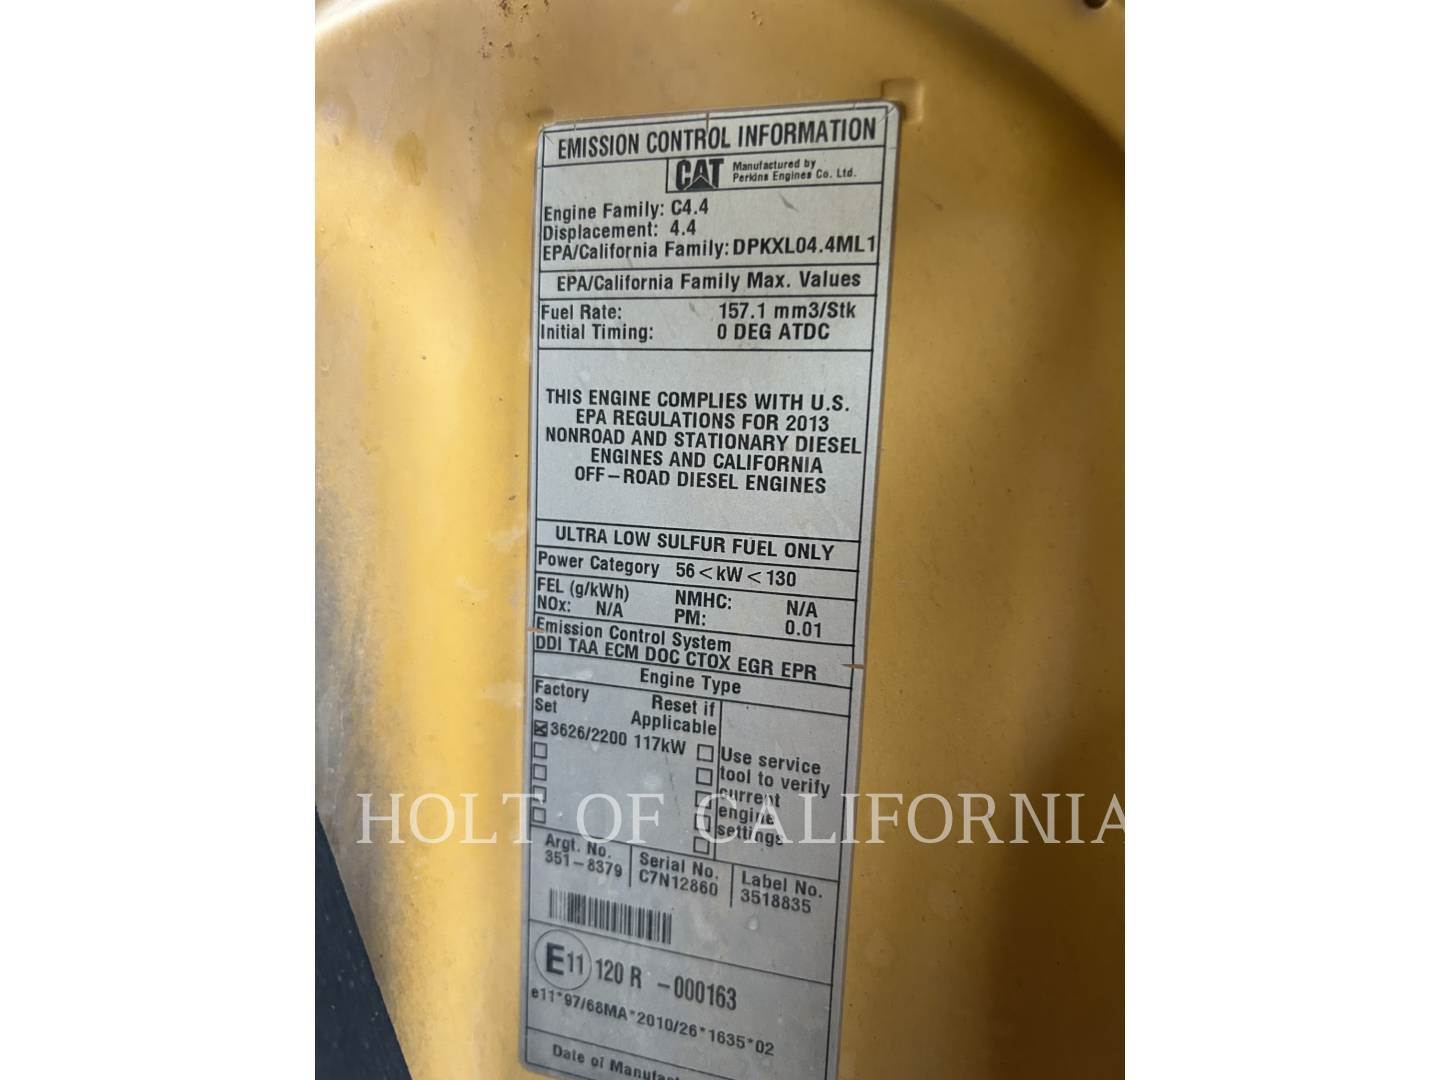 EMISSION CONTROL INFORMATION
CAT
Manufactured by
Perkins Engines Co. Ltd.
Engine Family: C4.4
Displacement: 4.4
EPA/California Family: DPKXL04.4ML1
EPA/California Family Max. Values
Fuel Rate: 157.1 mm3/Stk
Initial Timing: 0 DEG ATDC
THIS ENGINE COMPLIES WITH U.S.
EPA REGULATIONS FOR 2013
NONROAD AND STATIONARY DIESEL
ENGINES AND CALIFORNIA
OFF-ROAD DIESEL ENGINES
ULTRA LOW SULFUR FUEL ONLY
Power Category 56<kW<130
FEL (g/kWh) NMHC: N/A
NOx: N/A PM: 0.01
Emission Control System
DDI TAA ECM DOC CTOX EGR EPR
Engine Type
Factory
Set
Reset if
Applicable
3626/2200 117kW
Use service
tool to verify
current
engine
settings
HOLT OF CALIFORNIA
Argt. No.
351-8379
Serial No.
C7N12860
Label No.
3518835
E11 120 R -000163
e11*97/68MA*2010/26*1635*02
Date of Manufac